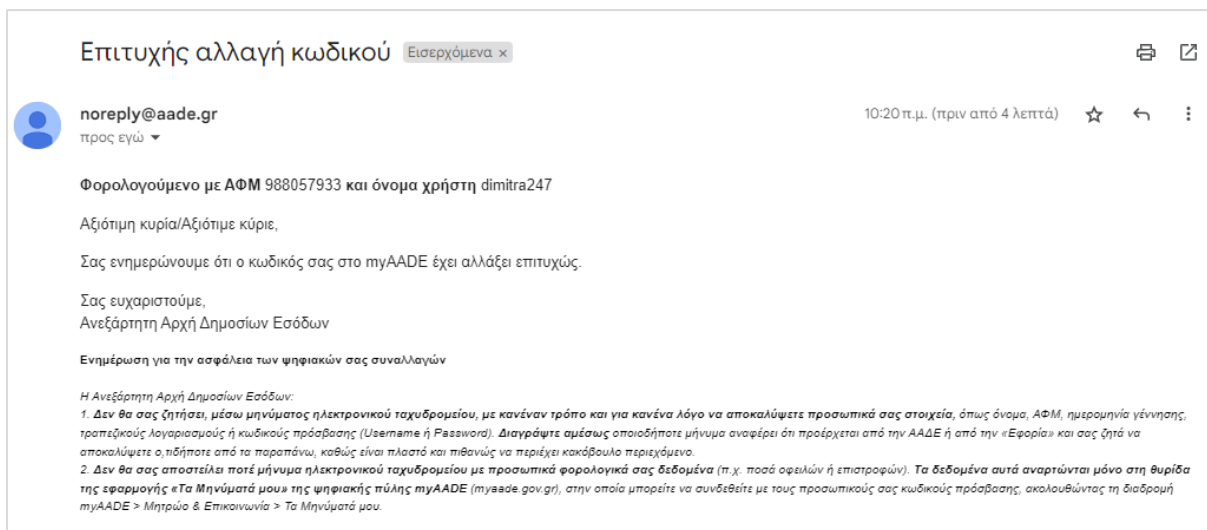 Επιτυχής αλλαγή κωδικού Εισερχόμενα ×
noreply@aade.gr 10:20 π.μ. (πριν από 4 λεπτά)
προς εγώ
Φορολογούμενο με ΑΦΜ 988057933 και όνομα χρήστη dimitra247
Αξιότιμη κυρία/Αξιότιμε κύριε,
Σας ενημερώνουμε ότι ο κωδικός σας στο myAADE έχει αλλάξει επιτυχώς.
Σας ευχαριστούμε,
Ανεξάρτητη Αρχή Δημοσίων Εσόδων
Ενημέρωση για την ασφάλεια των ψηφιακών σας συναλλαγών
Η Ανεξάρτητη Αρχή Δημοσίων Εσόδων:
1. Δεν θα σας ζητήσει, μέσω μηνύματος ηλεκτρονικού ταχυδρομείου, με κανέναν τρόπο και για κανένα λόγο να αποκαλύψετε προσωπικά σας στοιχεία, όπως όνομα, ΑΦΜ, ημερομηνία γέννησης,
τραπεζικούς λογαριασμούς ή κωδικούς πρόσβασης (Username ή Password). Διαγράψτε αμέσως οποιοδήποτε μήνυμα αναφέρει ότι προέρχεται από την ΑΑΔΕ ή από την «Εφορία» και σας ζητά να
αποκαλύψετε ο,τιδήποτε από τα παραπάνω, καθώς είναι πλαστό και πιθανώς να περιέχει κακόβουλο περιεχόμενο.
2. Δεν θα σας αποστείλει ποτέ μήνυμα ηλεκτρονικού ταχυδρομείου με προσωπικά φορολογικά σας δεδομένα (π.χ. ποσά οφειλών ή επιστροφών). Τα δεδομένα αυτά αναρτώνται μόνο στη θυρίδα
της εφαρμογής «Τα Μηνύματά μου» της ψηφιακής πύλης myAADE (myaade.gov.gr), στην οποία μπορείτε να συνδεθείτε με τους προσωπικούς σας κωδικούς πρόσβασης, ακολουθώντας τη διαδρομή
myAADE > Μητρώο & Επικοινωνία > Τα Μηνύματά μου.